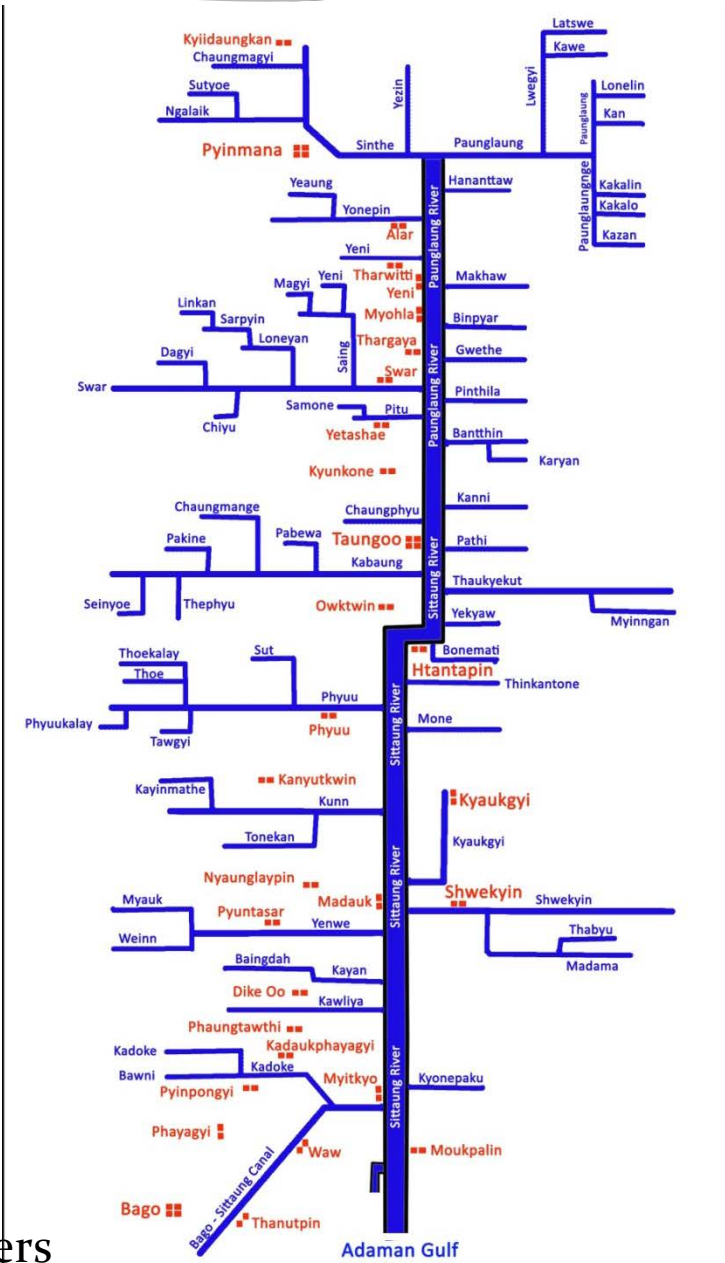 Latswe
Kyiidaungkan
Kawe
Chaungmagyi
Sutyoe
Yezin
Lwegyi
Lonelin
Ngalaik
Paunglaung
Kan
Pyinmana
Sinthe
Paunglaung
Hananttaw
Yeaung
Paunglaungnge
Kakalin
Yonepin
Paunglaung River
Kakalo
Alar
Kazan
Yeni
Tharwitti
Makhaw
Magyi
Yeni
Yeni
Linkan
Myohla
Binpyar
Sarpyin
Loneyan
Saing
Thargaya
Gwethe
Dagyi
Swar
Swar
Paunglaung River
Pinthila
Samone
Pitu
Chiyu
Yetashae
Bantthin
Karyan
Kyunkone
Kanni
Chaungmange
Chaungphyu
Pakine
Pabewa
Taungoo
Pathi
Kabaung
Sittaung River
Thaukyekut
Seinyoe
Thephyu
Owktwin
Yekyaw
Myinngan
Thoekalay
Sut
Bonemati
Thoe
Htantapin
Thinkantone
Phyuu
Sittaung River
Phyuukalay
Mone
Tawgyi
Phyuu
Kayinmathe
Kanyutkwin
Kunn
Kyaukgyi
Tonekan
Kyaukgyi
Nyaunglaypin
Sittaung River
Shwekyin
Myauk
Madauk
Shwekyin
Pyuntasar
Yenwe
Thabyu
Weinn
Baingdah
Kayan
Madama
Dike Oo
Kawliya
Phaungtawthi
Kadoke
Kadaukphayagyi
Bawni
Kadoke
Myitkyo
Sittaung River
Kyonepaku
Pyinpongyi
Phayagyi
Waw
Moukpalin
Bago - Sittaung Canal
Bago
Thanutpin
ers
Adaman Gulf